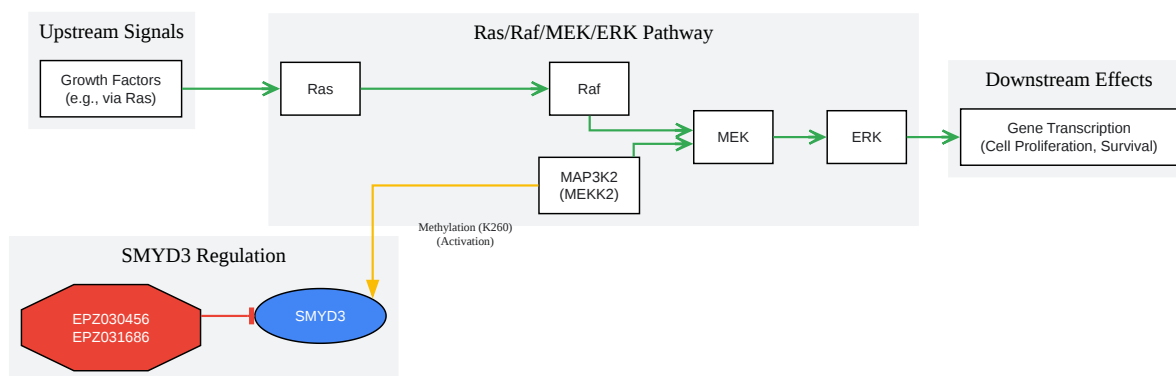 Upstream Signals
Growth Factors
(e.g., via Ras)
Ras/Raf/MEK/ERK Pathway
Ras
Raf
MEK
ERK
MAP3K2
(MEKK2)
Downstream Effects
Gene Transcription
(Cell Proliferation, Survival)
Methylation (K260)
(Activation)
SMYD3 Regulation
EPZ030456
EPZ031686
SMYD3